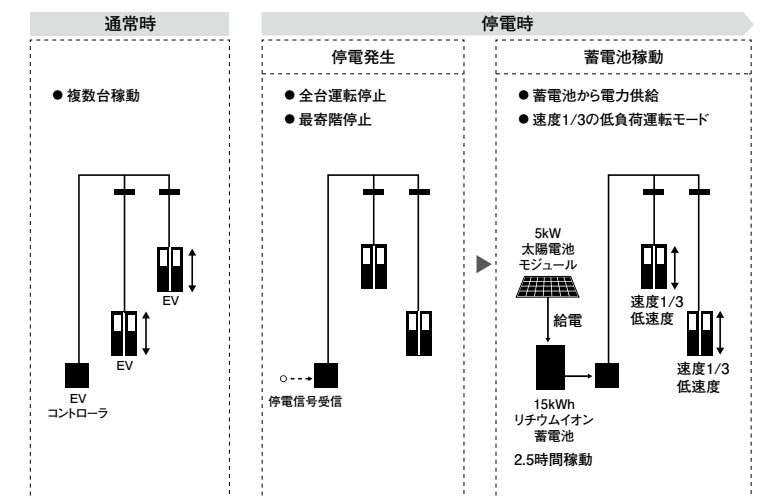 通常時
停電時
停電発生
蓄電池稼動
● 複数台稼動
● 全台運転停止
● 最寄階停止
● 蓄電池から電力供給
● 速度1/3の低負荷運転モード
EV
EV
EV
コントローラ
停電信号受信
5kW
太陽電池
モジュール
給電
15kWh
リチウムイオン
蓄電池
2.5時間稼動
速度1/3
低速度
速度1/3
低速度